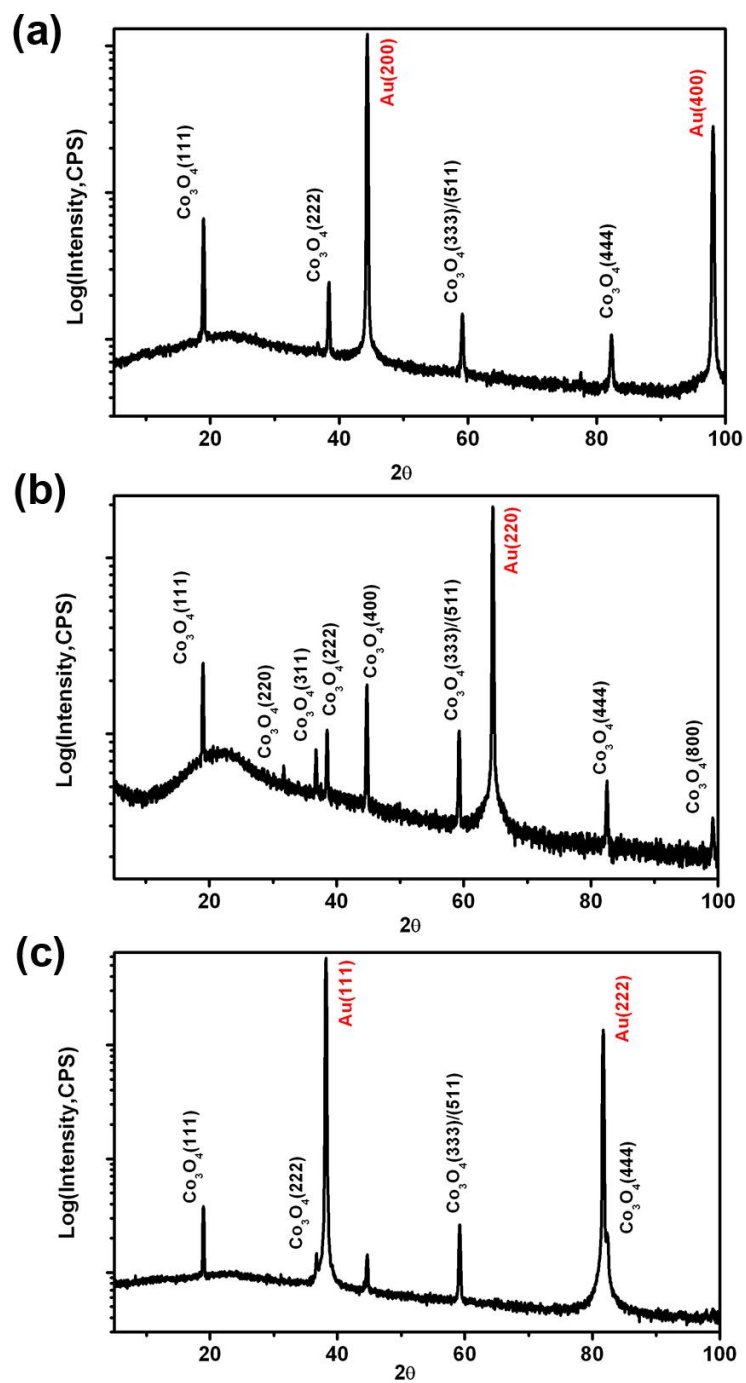 (a)
Log(Intensity,CPS)
Co3O4(111)
Co3O4(222)
Au(200)
Co3O4(333)/(511)
Co3O4(444)
Au(400)
20 40 60 80 100
2θ
(b)
Log(Intensity,CPS)
Co3O4(111)
Co3O4(220)
Co3O4(311)
Co3O4(222)
Co3O4(400)
Co3O4(333)/(511)
Au(220)
Co3O4(444)
Co3O4(800)
20 40 60 80 100
2θ
(c)
Log(Intensity,CPS)
Co3O4(111)
Co3O4(222)
Au(111)
Co3O4(333)/(511)
Au(222)
Co3O4(444)
20 40 60 80 100
2θ